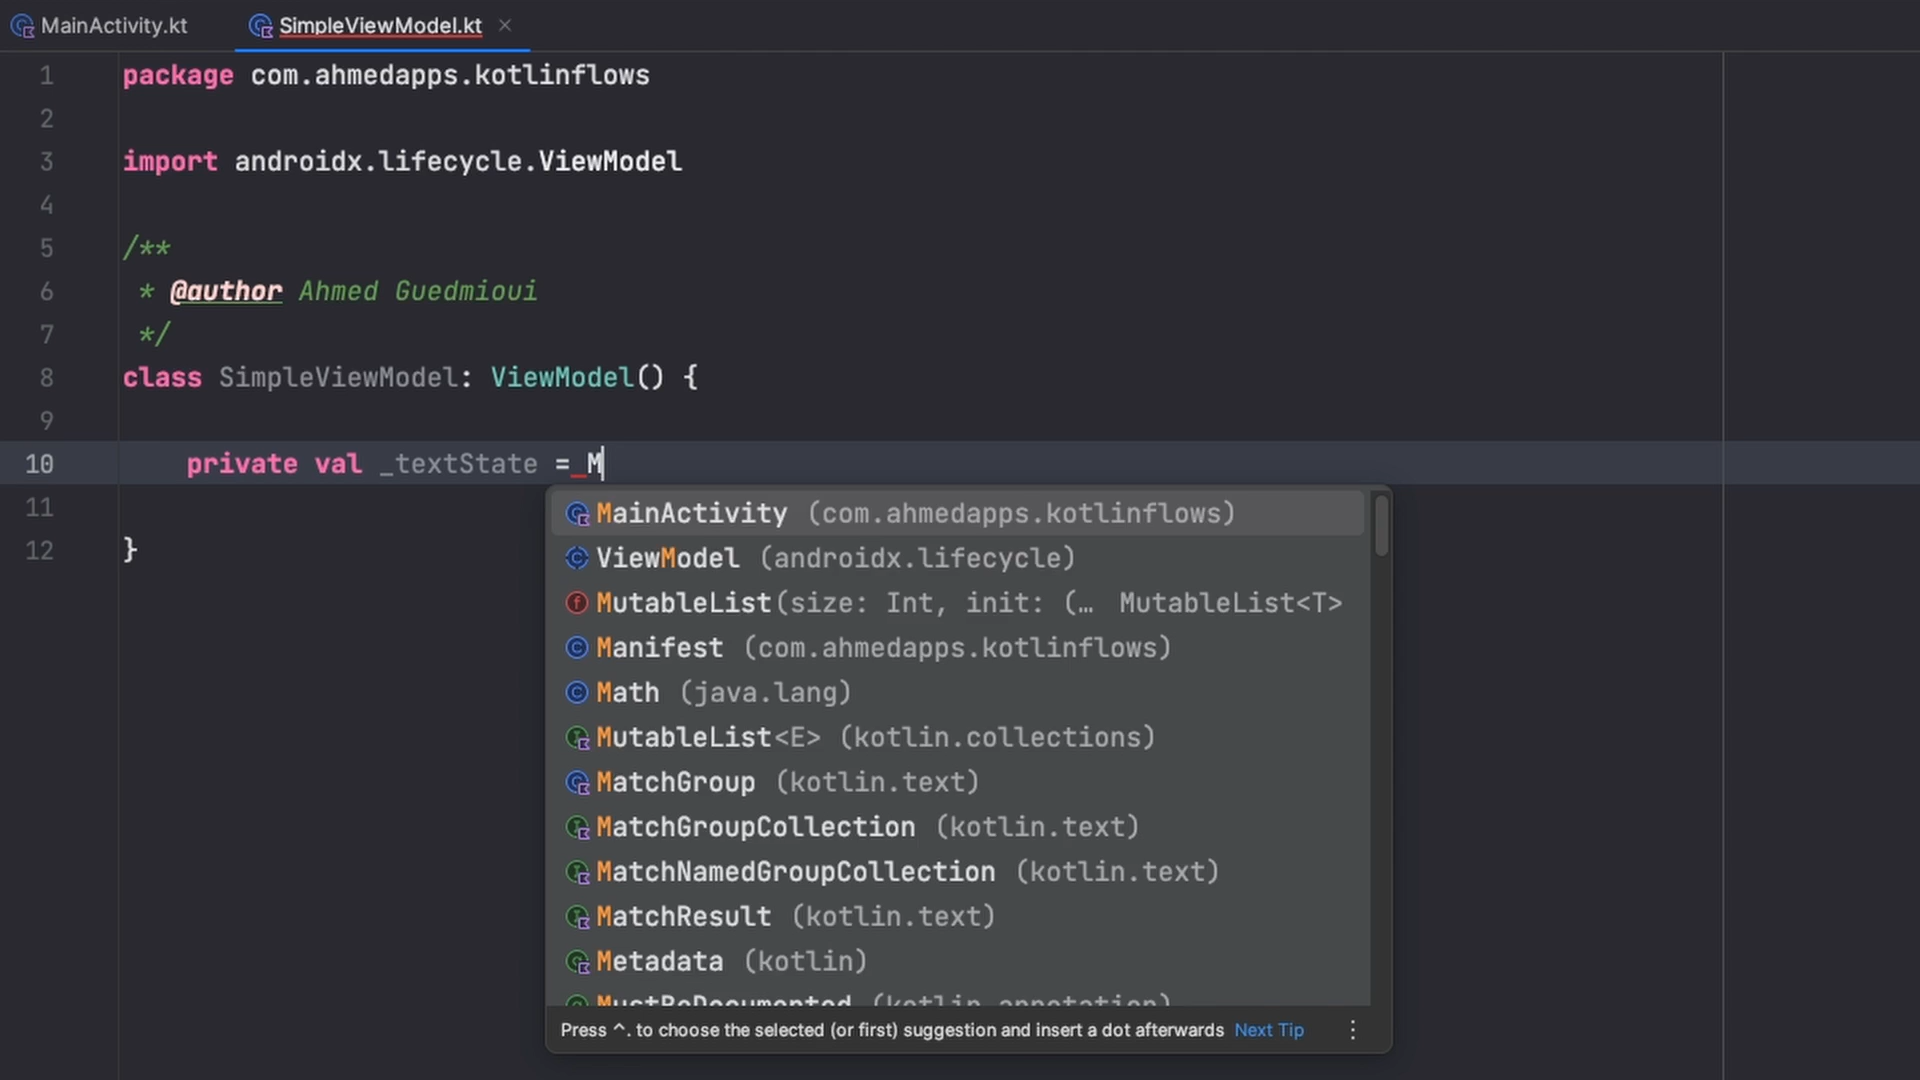 MainActivity.kt SimpleViewModel.kt
1 package com.ahmedapps.kotlinflows
2
3 import androidx.lifecycle.ViewModel
4
5 /**
6 * @author Ahmed Guedmioui
7 */
8 class SimpleViewModel: ViewModel() {
9
10 private val _textState = M
11
12 }
MainActivity (com.ahmedapps.kotlinflows)
ViewModel (androidx.lifecycle)
MutableList(size: Int, init: (… MutableList<T>
Manifest (com.ahmedapps.kotlinflows)
Math (java.lang)
MutableList<E> (kotlin.collections)
MatchGroup (kotlin.text)
MatchGroupCollection (kotlin.text)
MatchNamedGroupCollection (kotlin.text)
MatchResult (kotlin.text)
Metadata (kotlin)
MustBeDocumented (kotlin.annotation)
Press ^. to choose the selected (or first) suggestion and insert a dot afterwards Next Tip